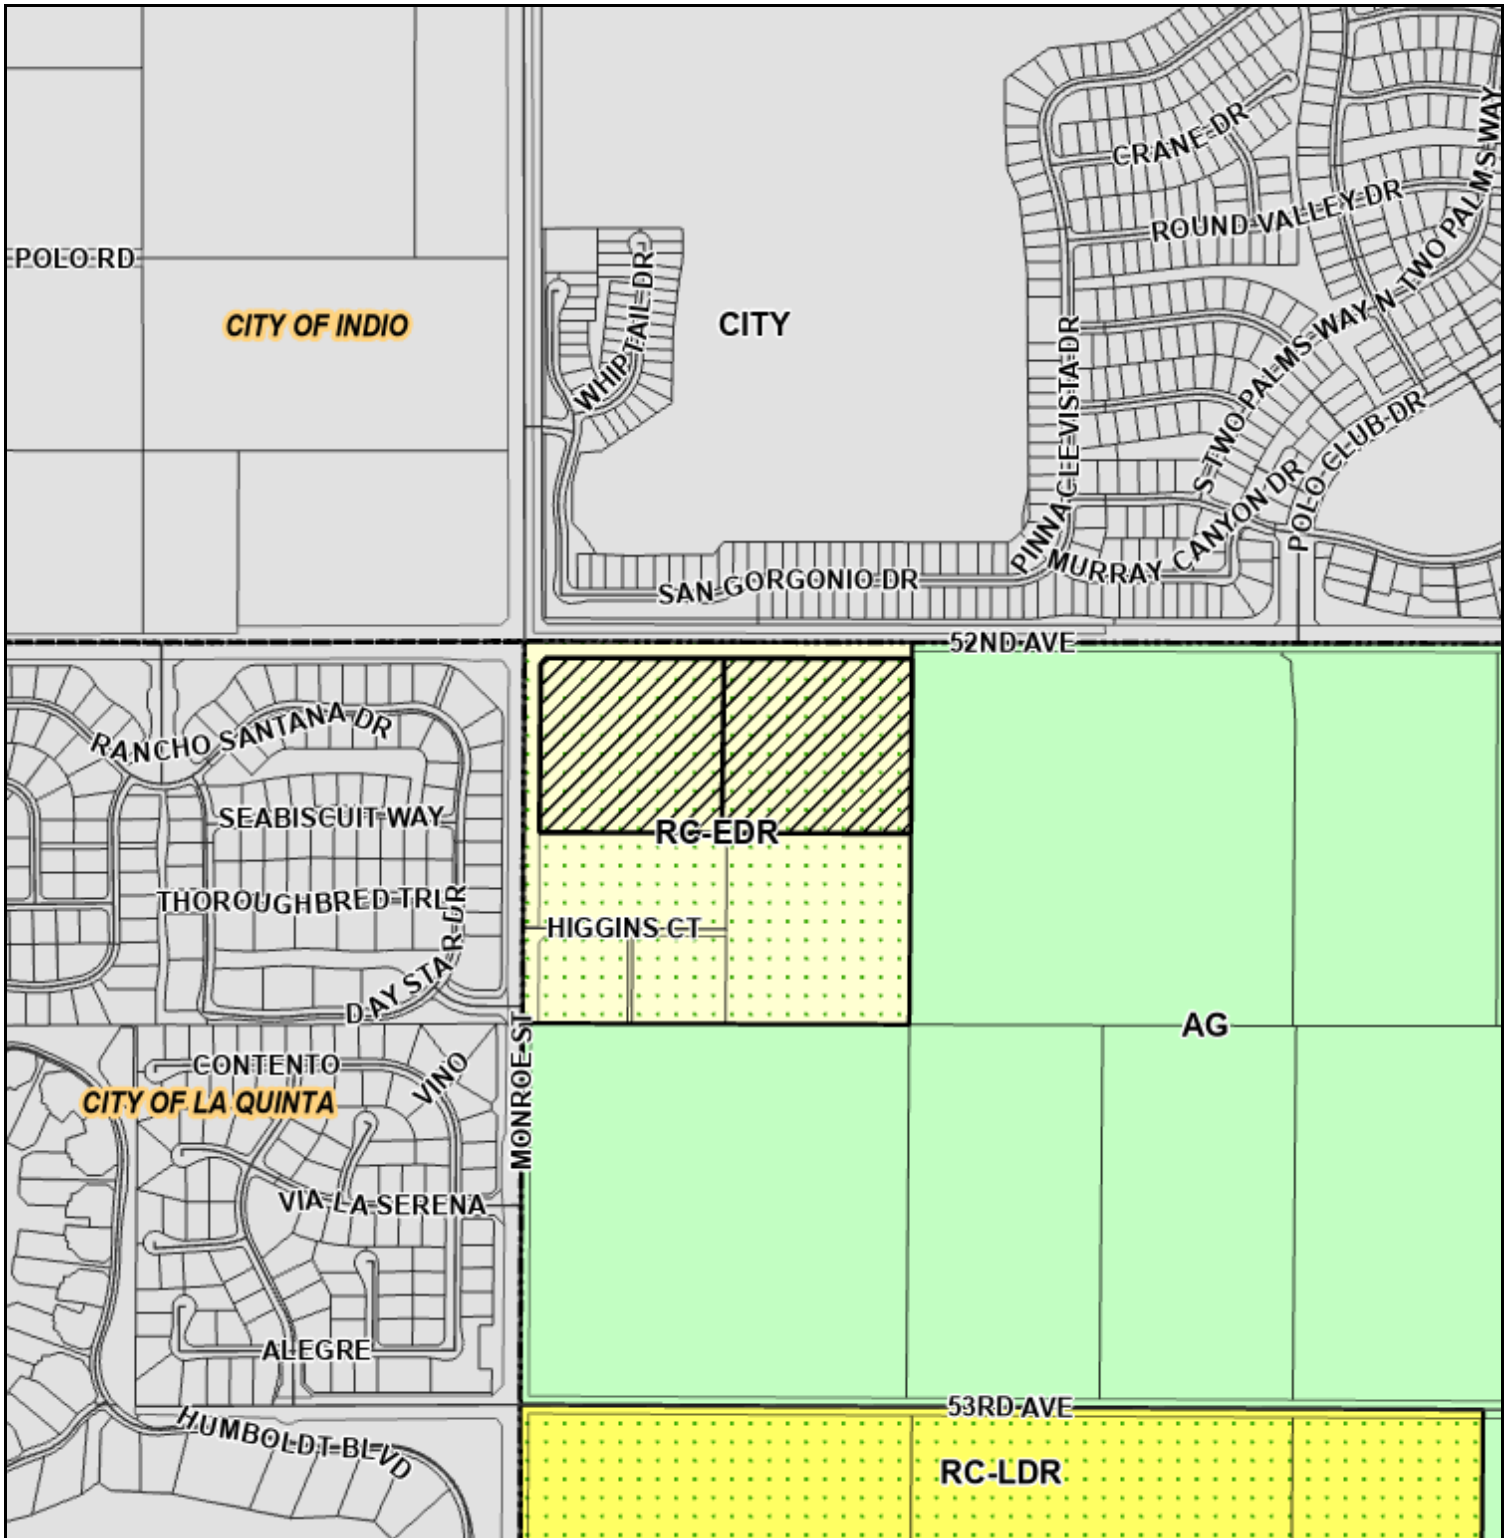 CRANE DR
N TWO PALMS WAY
ROUND VALLEY DR
POLO RD
CITY OF INDIO
CITY
WHIPTAIL DR
PINNACLE VISTA DR
S TWO PALMS WAY
POLO CLUB DR
MURRAY CANYON DR
SAN GORGONIO DR
52ND AVE
RANCHO SANTANA DR
SEABISCUIT WAY
RC-EDR
THOROUGHBRED TRL
HIGGINS CT
DAY STAR DR
AG
MONROE ST
CONTENTO
VINO
CITY OF LA QUINTA
VIA LA SERENA
ALEGRE
53RD AVE
HUMBOLDT BLVD
RC-LDR